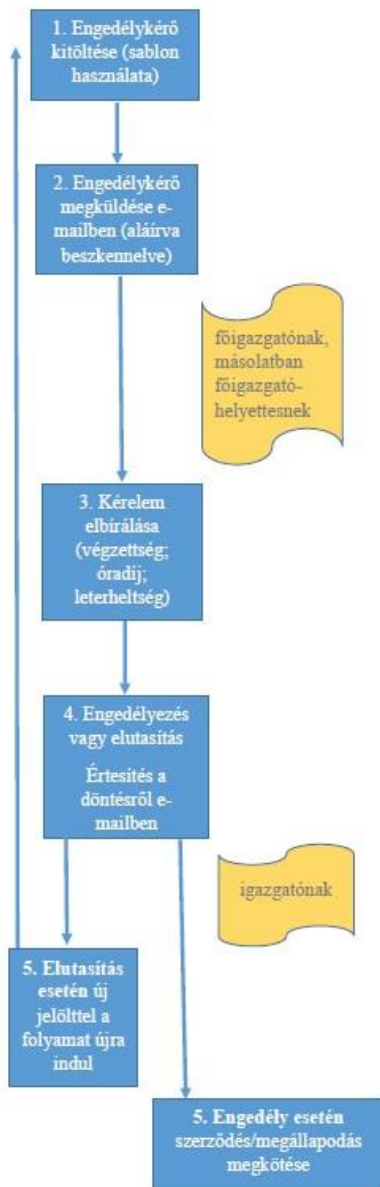 1. Engedélykérő
kitöltése (sablon
használata)
2. Engedélykérő
megküldése e-
mailben (aláírva
beszkennelve)
főigazgatónak,
másolatban
főigazgató-
helyettesnek
3. Kérelem
elbírálása
(végzettség;
óradíj;
leterheltség)
4. Engedélyezés
vagy elutasítás
Értesítés a
döntésről e-
mailben
igazgatónak
5. Elutasítás
esetén új
jelölttel a
folyamat újra
indul
5. Engedély esetén
szerződés/megállapodás
megkötése